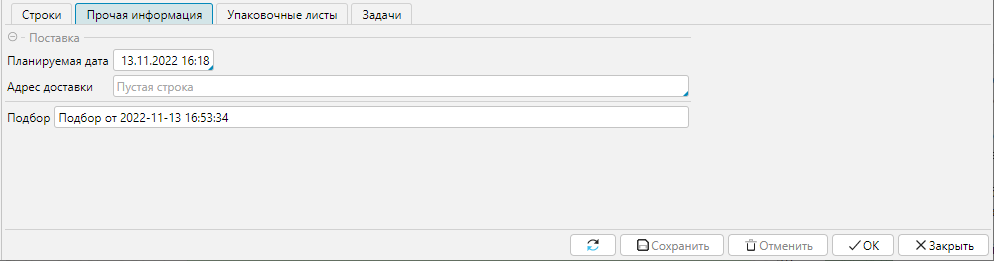 Строки Прочая информация Упаковочные листы Задачи
Поставка
Планируемая дата 13.11.2022 16:18
Адрес доставки Пустая строка
Подбор Подбор от 2022-11-13 16:53:34
Сохранить Отменить OK Закрыть